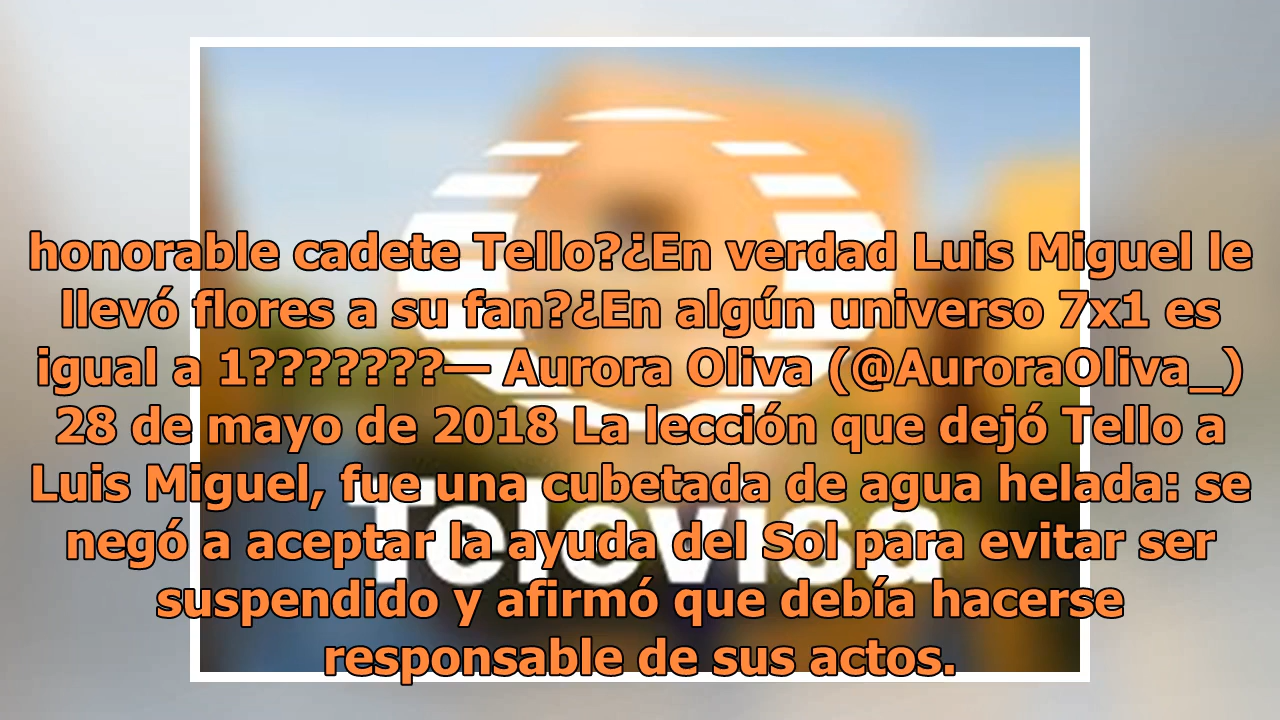 honorable cadete Tello?¿En verdad Luis Miguel le
llevó flores a su fan?¿En algún universo 7x1 es
igual a 1???????— Aurora Oliva (@AuroraOliva_)
28 de mayo de 2018 La lección que dejó Tello a
Luis Miguel, fue una cubetada de agua helada: se
negó a aceptar la ayuda del Sol para evitar ser
suspendido y afirmó que debía hacerse
responsable de sus actos.
Televisa